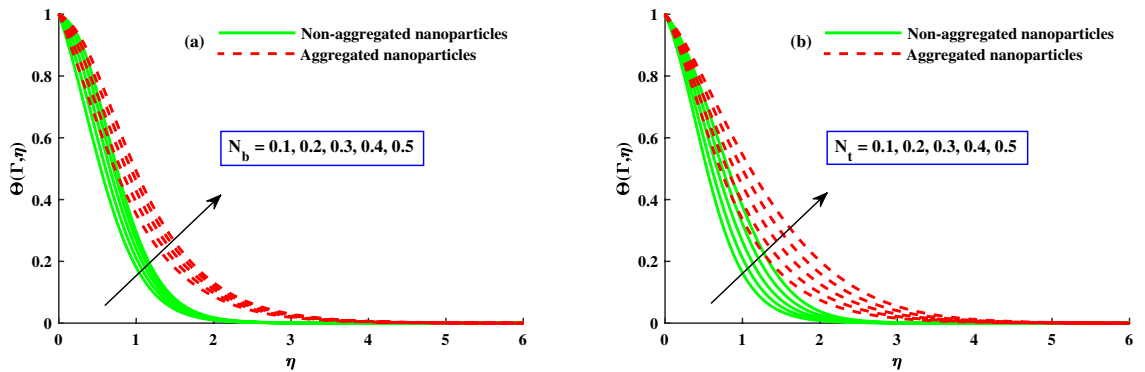 (a)
Non-aggregated nanoparticles
Aggregated nanoparticles
N_b = 0.1, 0.2, 0.3, 0.4, 0.5
Θ(Γ,η)
1
0.8
0.6
0.4
0.2
0
0 1 2 3 4 5 6
η
(b)
Non-aggregated nanoparticles
Aggregated nanoparticles
N_t = 0.1, 0.2, 0.3, 0.4, 0.5
Θ(Γ,η)
1
0.8
0.6
0.4
0.2
0
0 1 2 3 4 5 6
η